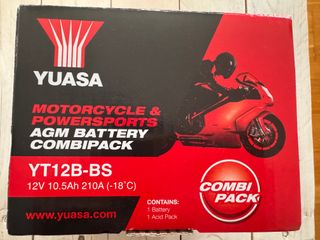 YUASA
MOTORCYCLE &
POWERSPORTS
AGM BATTERY
COMBIPACK
YT12B-BS
12V 10.5Ah 210A (-18°C)
www.yuasa.com
CONTAINS:
1 Battery
1 Acid Pack
COMBI
PACK